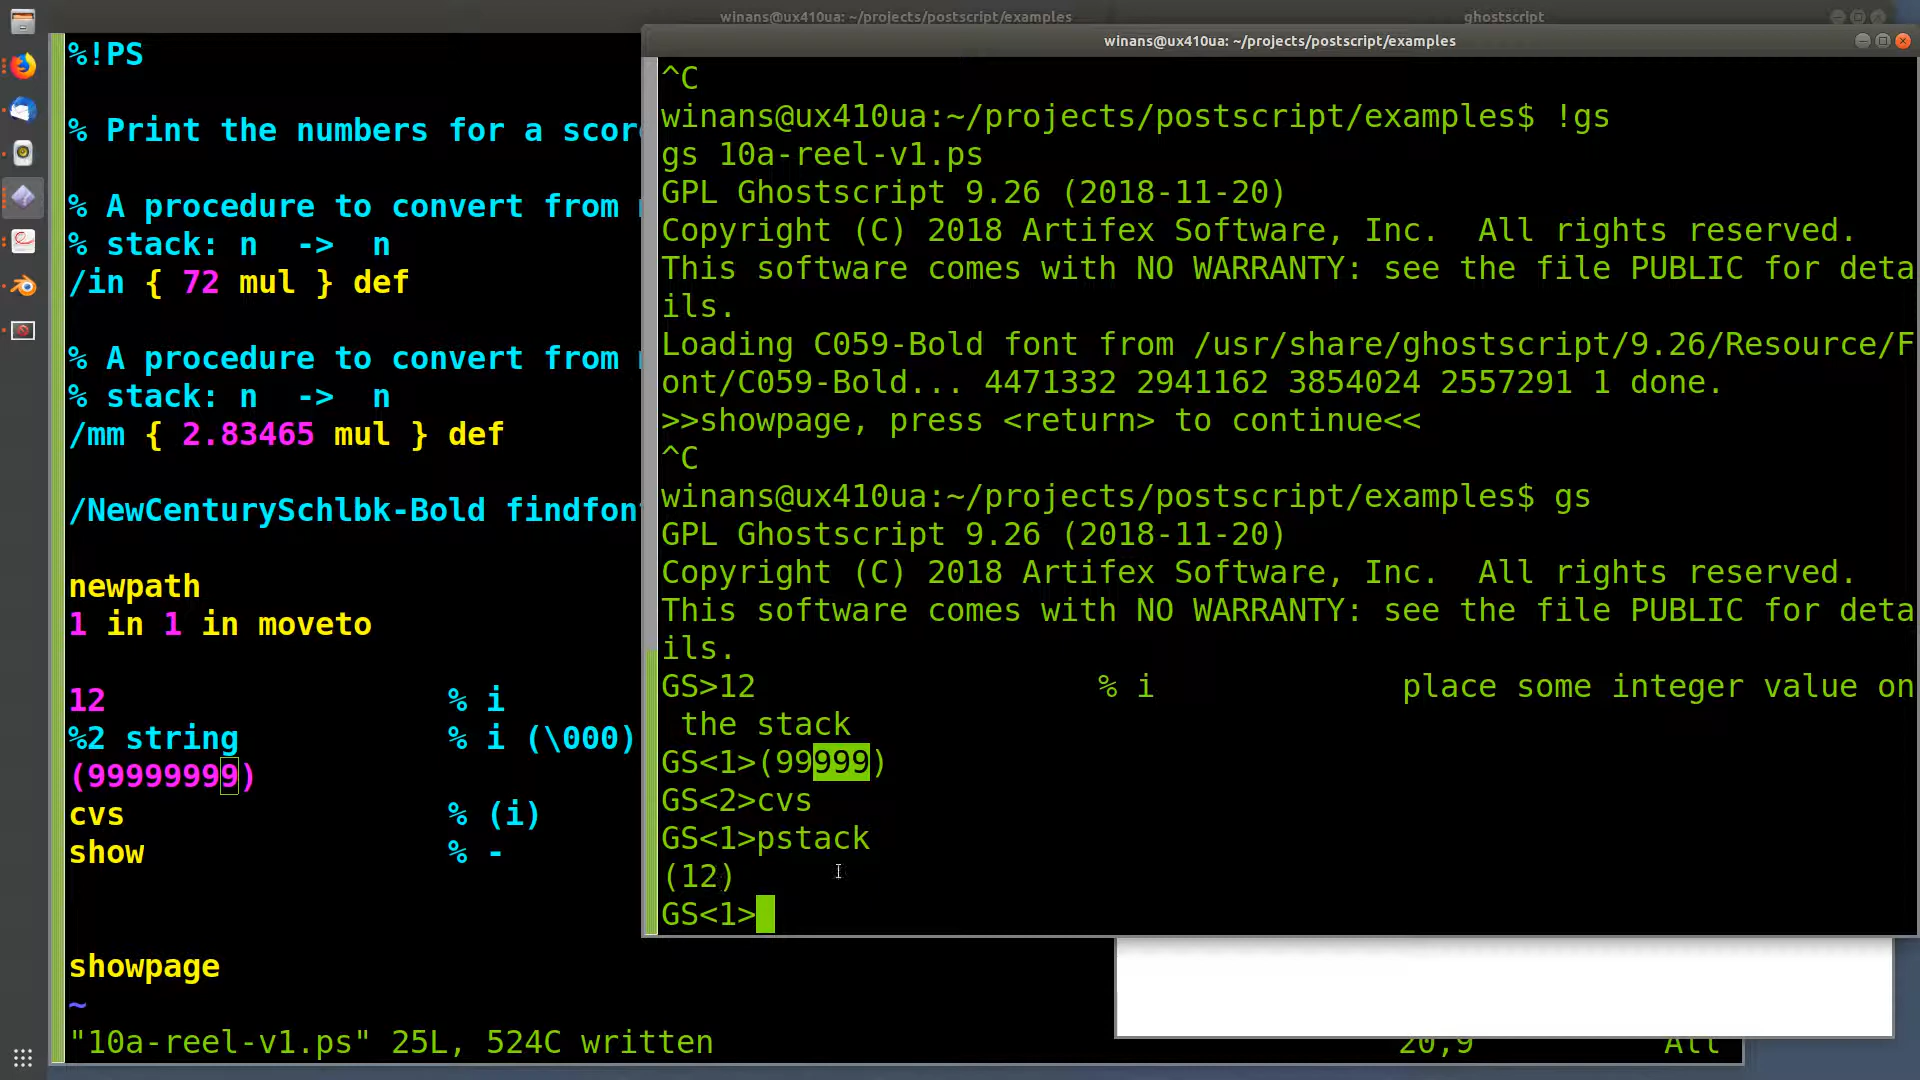 winans@ux410ua: ~/projects/postscript/examples
ghostscript
winans@ux410ua: ~/projects/postscript/examples
%!PS
% Print the numbers for a score
% A procedure to convert from
% stack: n  ->  n
/in { 72 mul } def
% A procedure to convert from
% stack: n  ->  n
/mm { 2.83465 mul } def
/NewCenturySchlbk-Bold findfont
newpath
1 in 1 in moveto
12                  % i
%2 string           % i (\000)
(99999999)
cvs                 % (i)
show                % -
showpage
~
"10a-reel-v1.ps" 25L, 524C written
20,9
All
^C
winans@ux410ua:~/projects/postscript/examples$ !gs
gs 10a-reel-v1.ps
GPL Ghostscript 9.26 (2018-11-20)
Copyright (C) 2018 Artifex Software, Inc.  All rights reserved.
This software comes with NO WARRANTY: see the file PUBLIC for deta
ils.
Loading C059-Bold font from /usr/share/ghostscript/9.26/Resource/F
ont/C059-Bold... 4471332 2941162 3854024 2557291 1 done.
>>showpage, press <return> to continue<<
^C
winans@ux410ua:~/projects/postscript/examples$ gs
GPL Ghostscript 9.26 (2018-11-20)
Copyright (C) 2018 Artifex Software, Inc.  All rights reserved.
This software comes with NO WARRANTY: see the file PUBLIC for deta
ils.
GS>12                  % i             place some integer value on
 the stack
GS<1>(99999)
GS<2>cvs
GS<1>pstack
(12)
GS<1>